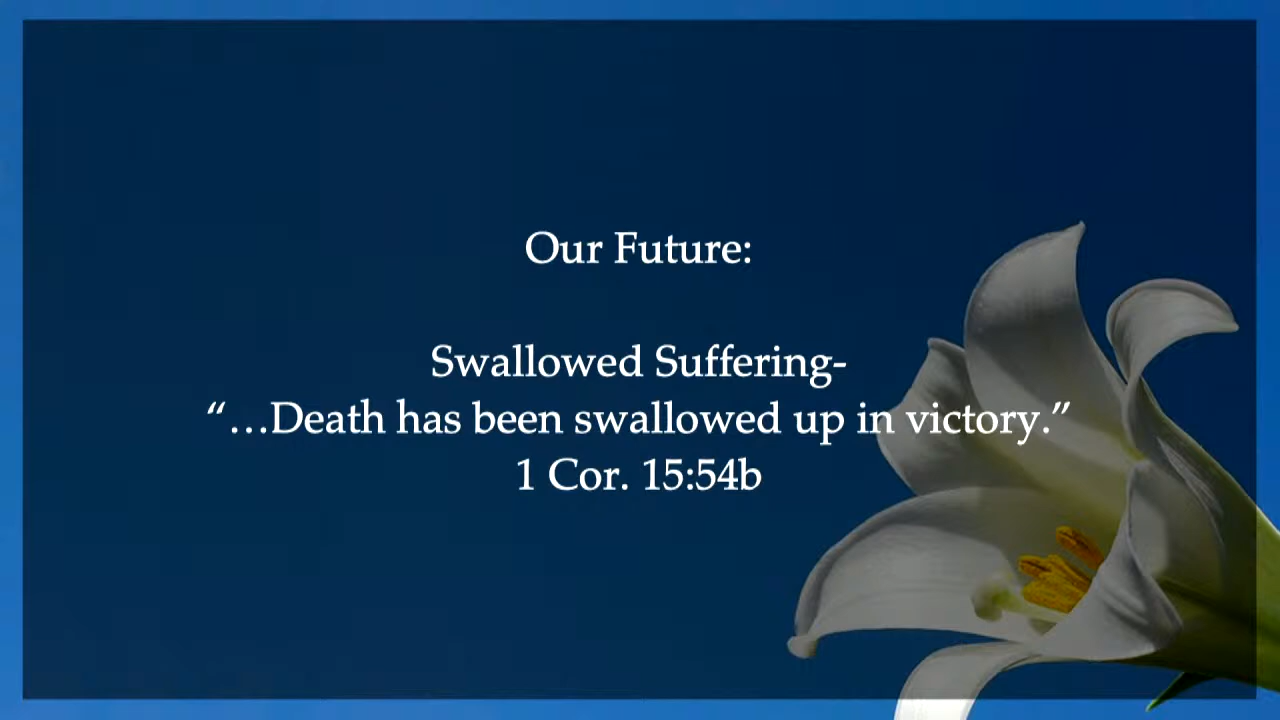 Our Future:
Swallowed Suffering-
“…Death has been swallowed up in victory.”
1 Cor. 15:54b